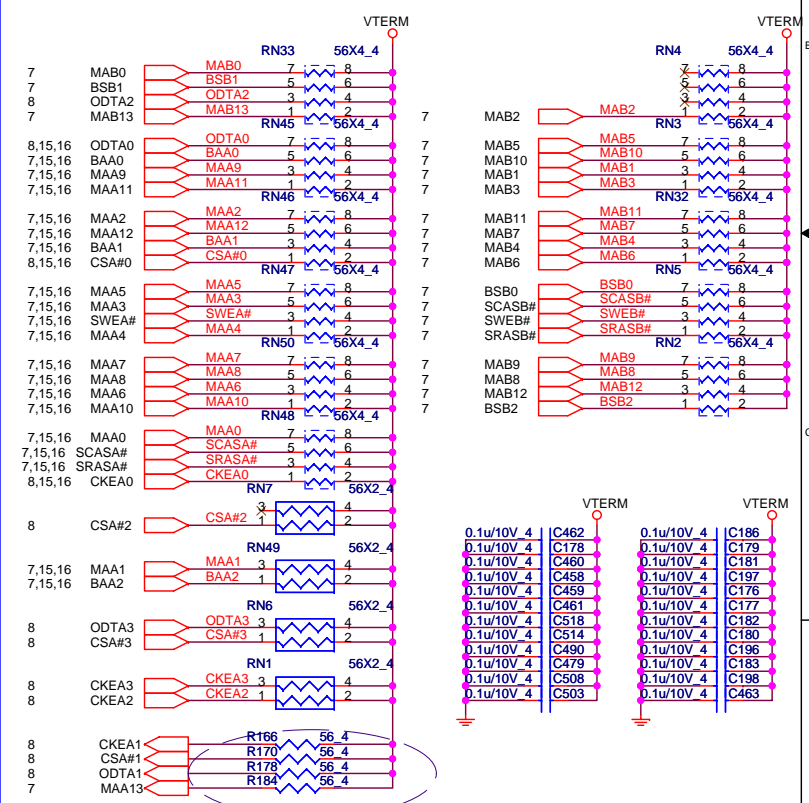 VTERM
RN33 56X4_4
7 MAB0 MAB0 7 8
7 BSB1 BSB1 5 6
8 ODTA2 ODTA2 3 4
7 MAB13 MAB13 1 2
RN45 56X4_4
8,15,16 ODTA0 ODTA0 7 8
7,15,16 BAA0 BAA0 5 6
7,15,16 MAA9 MAA9 3 4
7,15,16 MAA11 MAA11 1 2
RN46 56X4_4
7,15,16 MAA2 MAA2 7 8
7,15,16 MAA12 MAA12 5 6
7,15,16 BAA1 BAA1 3 4
8,15,16 CSA#0 CSA#0 1 2
RN47 56X4_4
7,15,16 MAA5 MAA5 7 8
7,15,16 MAA3 MAA3 5 6
7,15,16 SWEA# SWEA# 3 4
7,15,16 MAA4 MAA4 1 2
RN50 56X4_4
7,15,16 MAA7 MAA7 7 8
7,15,16 MAA8 MAA8 5 6
7,15,16 MAA6 MAA6 3 4
7,15,16 MAA10 MAA10 1 2
RN48 56X4_4
7,15,16 MAA0 MAA0 7 8
7,15,16 SCASA# SCASA# 5 6
7,15,16 SRASA# SRASA# 3 4
8,15,16 CKEA0 CKEA0 1 2
RN7 56X2_4
3 4
8 CSA#2 CSA#2 1 2
RN49 56X2_4
7,15,16 MAA1 MAA1 3 4
7,15,16 BAA2 BAA2 1 2
RN6 56X2_4
8 ODTA3 ODTA3 3 4
8 CSA#3 CSA#3 1 2
RN1 56X2_4
8 CKEA3 CKEA3 3 4
8 CKEA2 CKEA2 1 2
8 CKEA1 R166 56_4
8 CSA#1 R170 56_4
8 ODTA1 R178 56_4
7 MAA13 R184 56_4
VTERM
RN4 56X4_4
7 8
5 6
3 4
7 MAB2 MAB2 1 2
RN3 56X4_4
7 MAB5 MAB5 7 8
7 MAB10 MAB10 5 6
7 MAB1 MAB1 3 4
7 MAB3 MAB3 1 2
RN32 56X4_4
7 MAB11 MAB11 7 8
7 MAB7 MAB7 5 6
7 MAB4 MAB4 3 4
7 MAB6 MAB6 1 2
RN5 56X4_4
7 BSB0 BSB0 7 8
7 SCASB# SCASB# 5 6
7 SWEB# SWEB# 3 4
7 SRASB# SRASB# 1 2
RN2 56X4_4
7 MAB9 MAB9 7 8
7 MAB8 MAB8 5 6
7 MAB12 MAB12 3 4
7 BSB2 BSB2 1 2
VTERM
0.1u/10V_4 C462
0.1u/10V_4 C178
0.1u/10V_4 C460
0.1u/10V_4 C458
0.1u/10V_4 C459
0.1u/10V_4 C461
0.1u/10V_4 C518
0.1u/10V_4 C514
0.1u/10V_4 C490
0.1u/10V_4 C479
0.1u/10V_4 C508
0.1u/10V_4 C503
VTERM
0.1u/10V_4 C186
0.1u/10V_4 C179
0.1u/10V_4 C181
0.1u/10V_4 C197
0.1u/10V_4 C176
0.1u/10V_4 C177
0.1u/10V_4 C182
0.1u/10V_4 C180
0.1u/10V_4 C196
0.1u/10V_4 C183
0.1u/10V_4 C198
0.1u/10V_4 C463